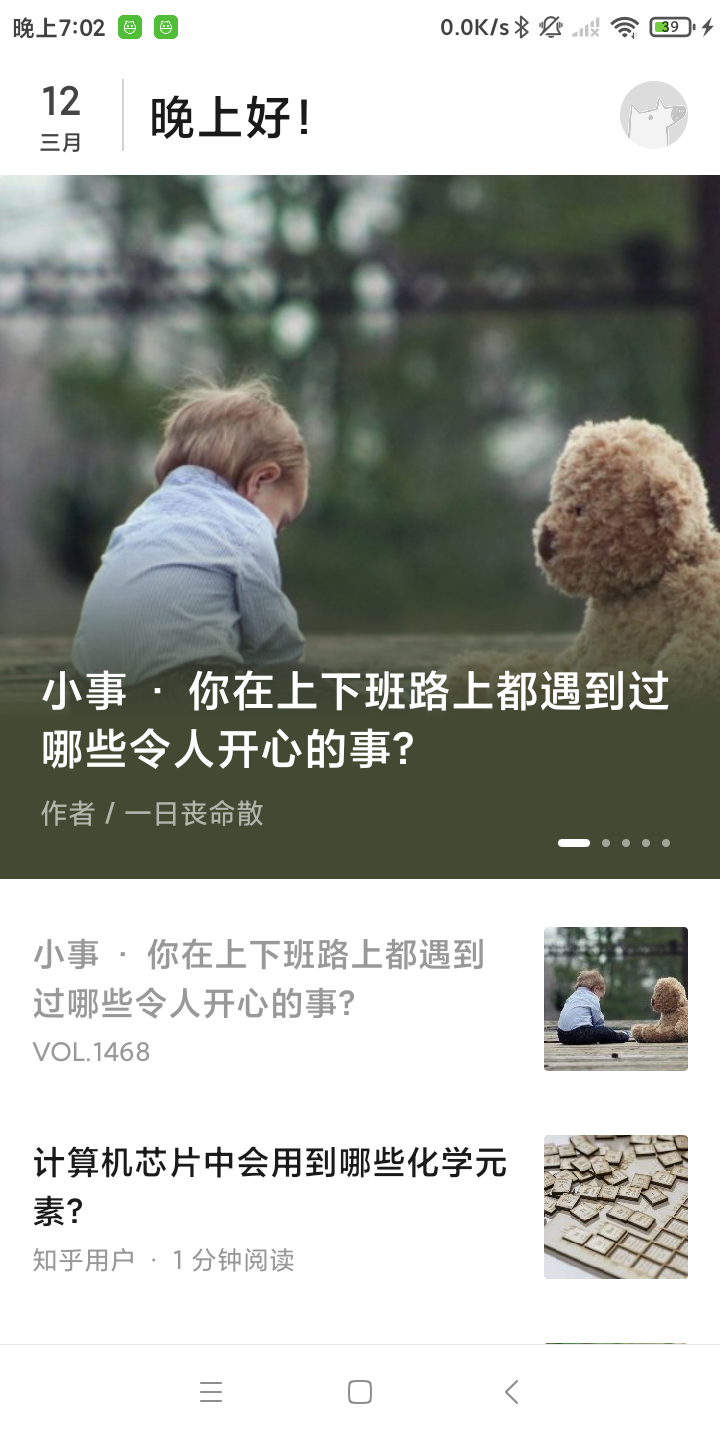 晚上7:02
0.0K/s
39
12
三月
晚上好!
小事 · 你在上下班路上都遇到过
哪些令人开心的事?
作者 / 一日丧命散
小事 · 你在上下班路上都遇到
过哪些令人开心的事?
VOL.1468
计算机芯片中会用到哪些化学元
素?
知乎用户 · 1 分钟阅读